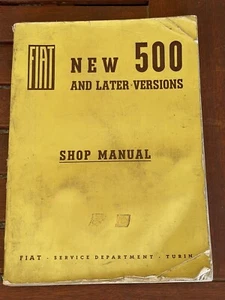 FIAT
NEW 500
AND LATER VERSIONS
SHOP MANUAL
FIAT - SERVICE DEPARTMENT - TURIN